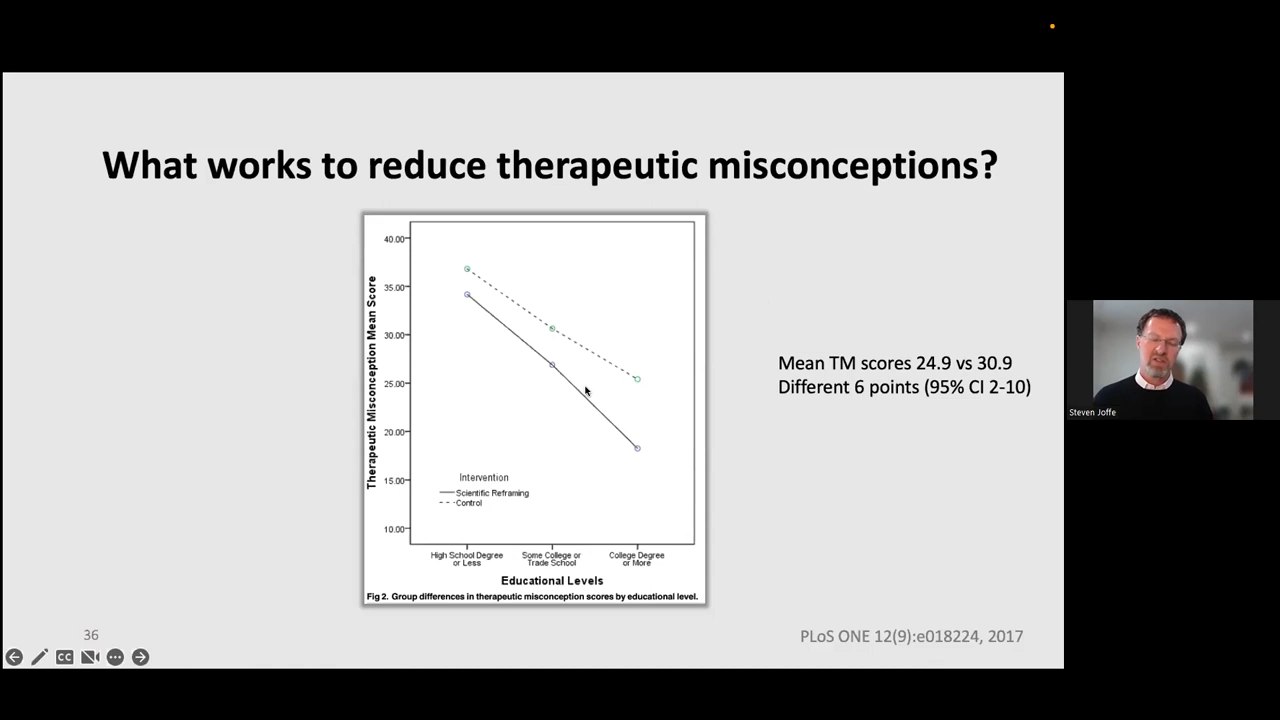 What works to reduce therapeutic misconceptions?
40.00
35.00
30.00
25.00
20.00
15.00
10.00
Therapeutic Misconception Mean Score
Intervention
Scientific Reframing
Control
High School Degree
or Less
Some College or
Trade School
College Degree
or More
Educational Levels
Fig 2. Group differences in therapeutic misconception scores by educational level.
Mean TM scores 24.9 vs 30.9
Different 6 points (95% CI 2-10)
Steven Joffe
36
PLoS ONE 12(9):e018224, 2017
CC